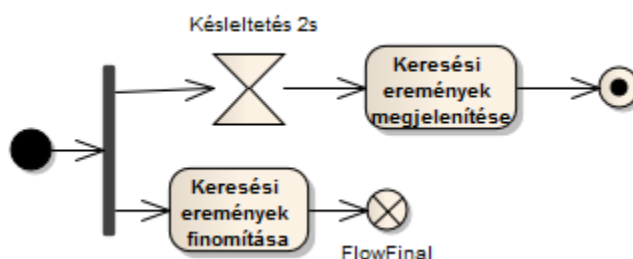 Késleltetés 2s
Keresési
eremények
megjelenítése
Keresési
eremények
finomítása
FlowFinal